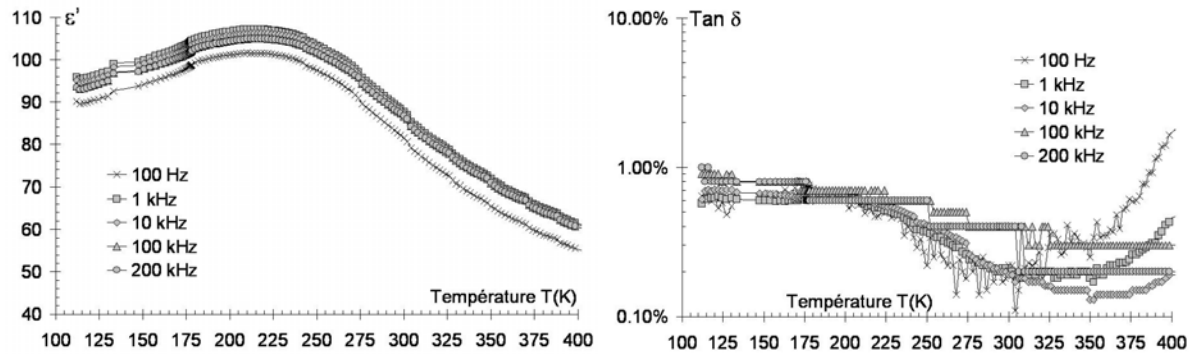 ε'
110
100
90
80
70
60
50
40
100 Hz
1 kHz
10 kHz
100 kHz
200 kHz
Température T(K)
100 125 150 175 200 225 250 275 300 325 350 375 400
Tan δ
10.00%
1.00%
0.10%
100 Hz
1 kHz
10 kHz
100 kHz
200 kHz
Température T(K)
100 125 150 175 200 225 250 275 300 325 350 375 400